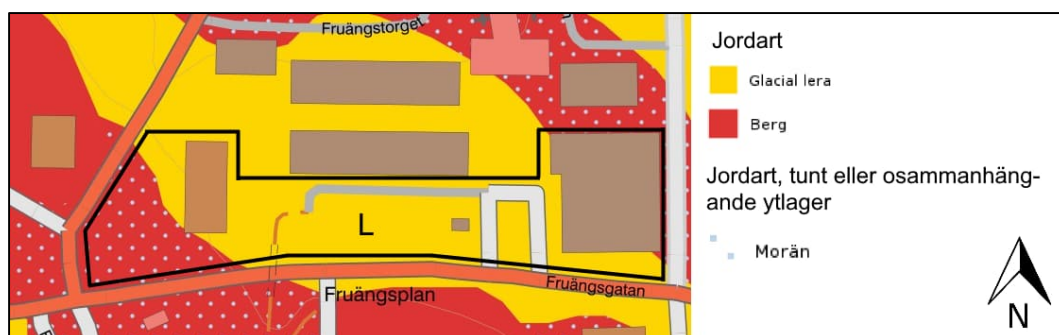 Fruängstorget
L
Fruängsplan
Fruängsgatan
Jordart
Glacial lera
Berg
Jordart, tunt eller osammanhäng-
ande ytlager
Morän
N